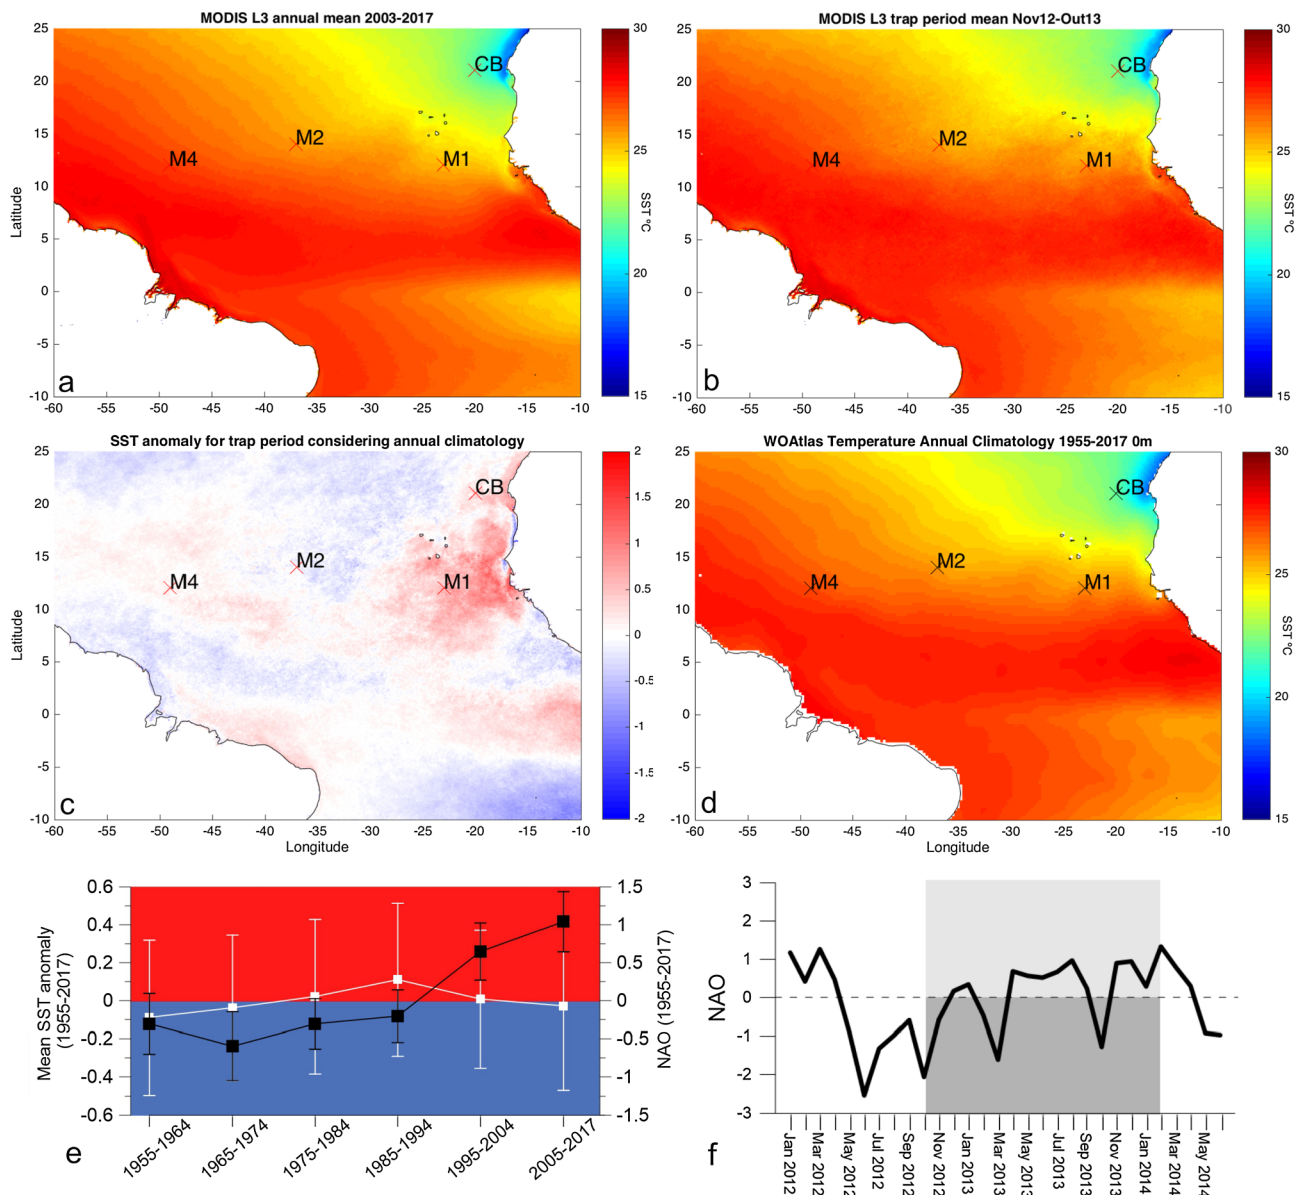 MODIS L3 annual mean 2003-2017
25
20
15
10
5
0
-5
-10
Latitude
-60
-55
-50
-45
-40
-35
-30
-25
-20
-15
-10
CB
M2
M4
M1
a
30
25
20
15
SST ºC
MODIS L3 trap period mean Nov12-Out13
25
20
15
10
5
0
-5
-10
-60
-55
-50
-45
-40
-35
-30
-25
-20
-15
-10
CB
M2
M4
M1
b
30
25
20
15
SST ºC
SST anomaly for trap period considering annual climatology
25
20
15
10
5
0
-5
-10
Latitude
-60
-55
-50
-45
-40
-35
-30
-25
-20
-15
-10
Longitude
CB
M2
M4
M1
c
2
1.5
1
0.5
0
-0.5
-1
-1.5
-2
WOAtlas Temperature Annual Climatology 1955-2017 0m
25
20
15
10
5
0
-5
-10
-60
-55
-50
-45
-40
-35
-30
-25
-20
-15
-10
Longitude
CB
M2
M4
M1
d
30
25
20
15
SST ºC
Mean SST anomaly
(1955-2017)
0.6
0.4
0.2
0
-0.2
-0.4
-0.6
1.5
1
0.5
0
-0.5
-1
-1.5
NAO (1955-2017)
1955-1964
1965-1974
1975-1984
1985-1994
1995-2004
2005-2017
e
NAO
3
2
1
0
-1
-2
-3
Jan 2012
Mar 2012
May 2012
Jul 2012
Sep 2012
Nov 2012
Jan 2013
Mar 2013
May 2013
Jul 2013
Sep 2013
Nov 2013
Jan 2014
Mar 2014
May 2014
f